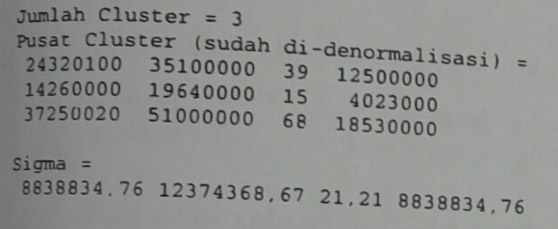 Jumlah Cluster = 3
Pusat Cluster (sudah di-denormalisasi) =
24320100 35100000 39 12500000
14260000 19640000 15 4023000
37250020 51000000 68 18530000
Sigma =
8838834,76 12374368,67 21,21 8838834,76